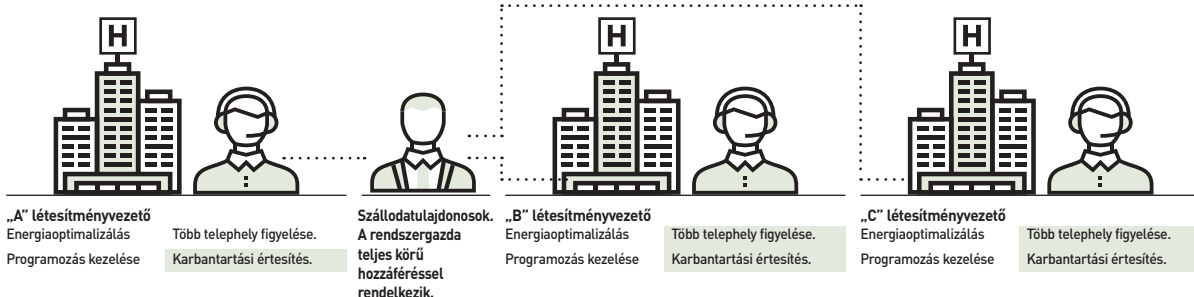 H
H
H
„A” létesítményvezető
Energiaoptimalizálás
Több telephely figyelése.
Programozás kezelése
Karbantartási értesítés.
Szállodatulajdonosok.
A rendszergazda
teljes körű
hozzáféréssel
rendelkezik.
„B” létesítményvezető
Energiaoptimalizálás
Több telephely figyelése.
Programozás kezelése
Karbantartási értesítés.
„C” létesítményvezető
Energiaoptimalizálás
Több telephely figyelése.
Programozás kezelése
Karbantartási értesítés.